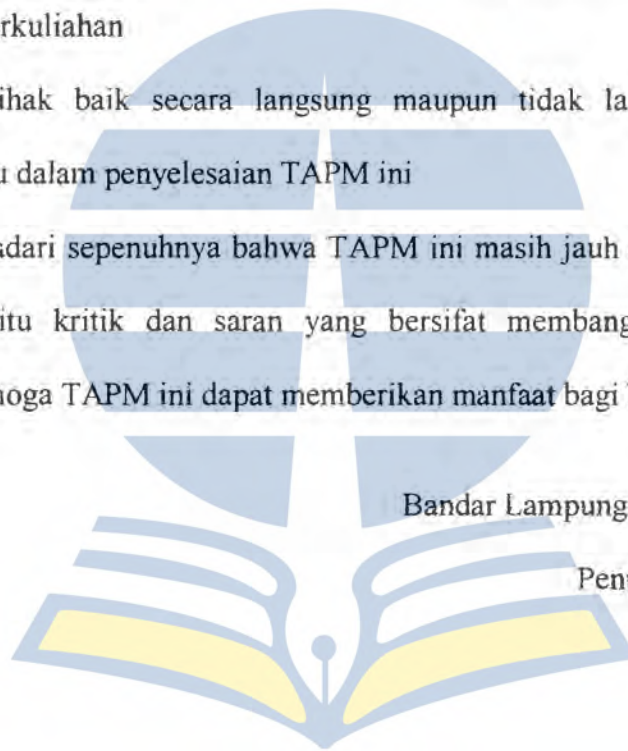 rkuliahan
ihak baik secara langsung maupun tidak la
u dalam penyelesaian TAPM ini
adari sepenuhnya bahwa TAPM ini masih jauh
itu kritik dan saran yang bersifat membang
noga TAPM ini dapat memberikan manfaat bagi
Bandar Lampung
Pen